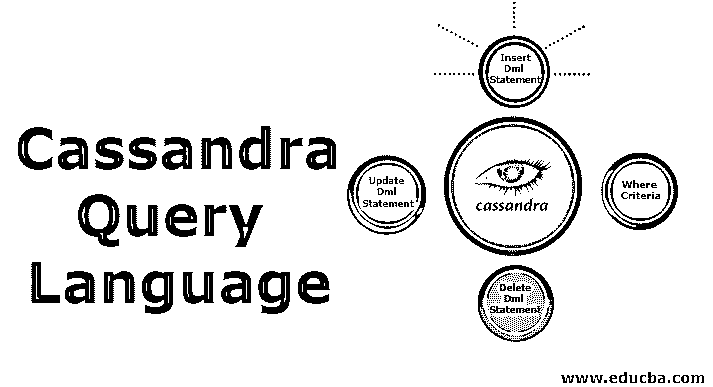 Cassandra
Query
Language
Insert
Dml
Statement
Update
Dml
Statement
cassandra
Where
Criteria
Delete
Dml
Statement
www.educba.com